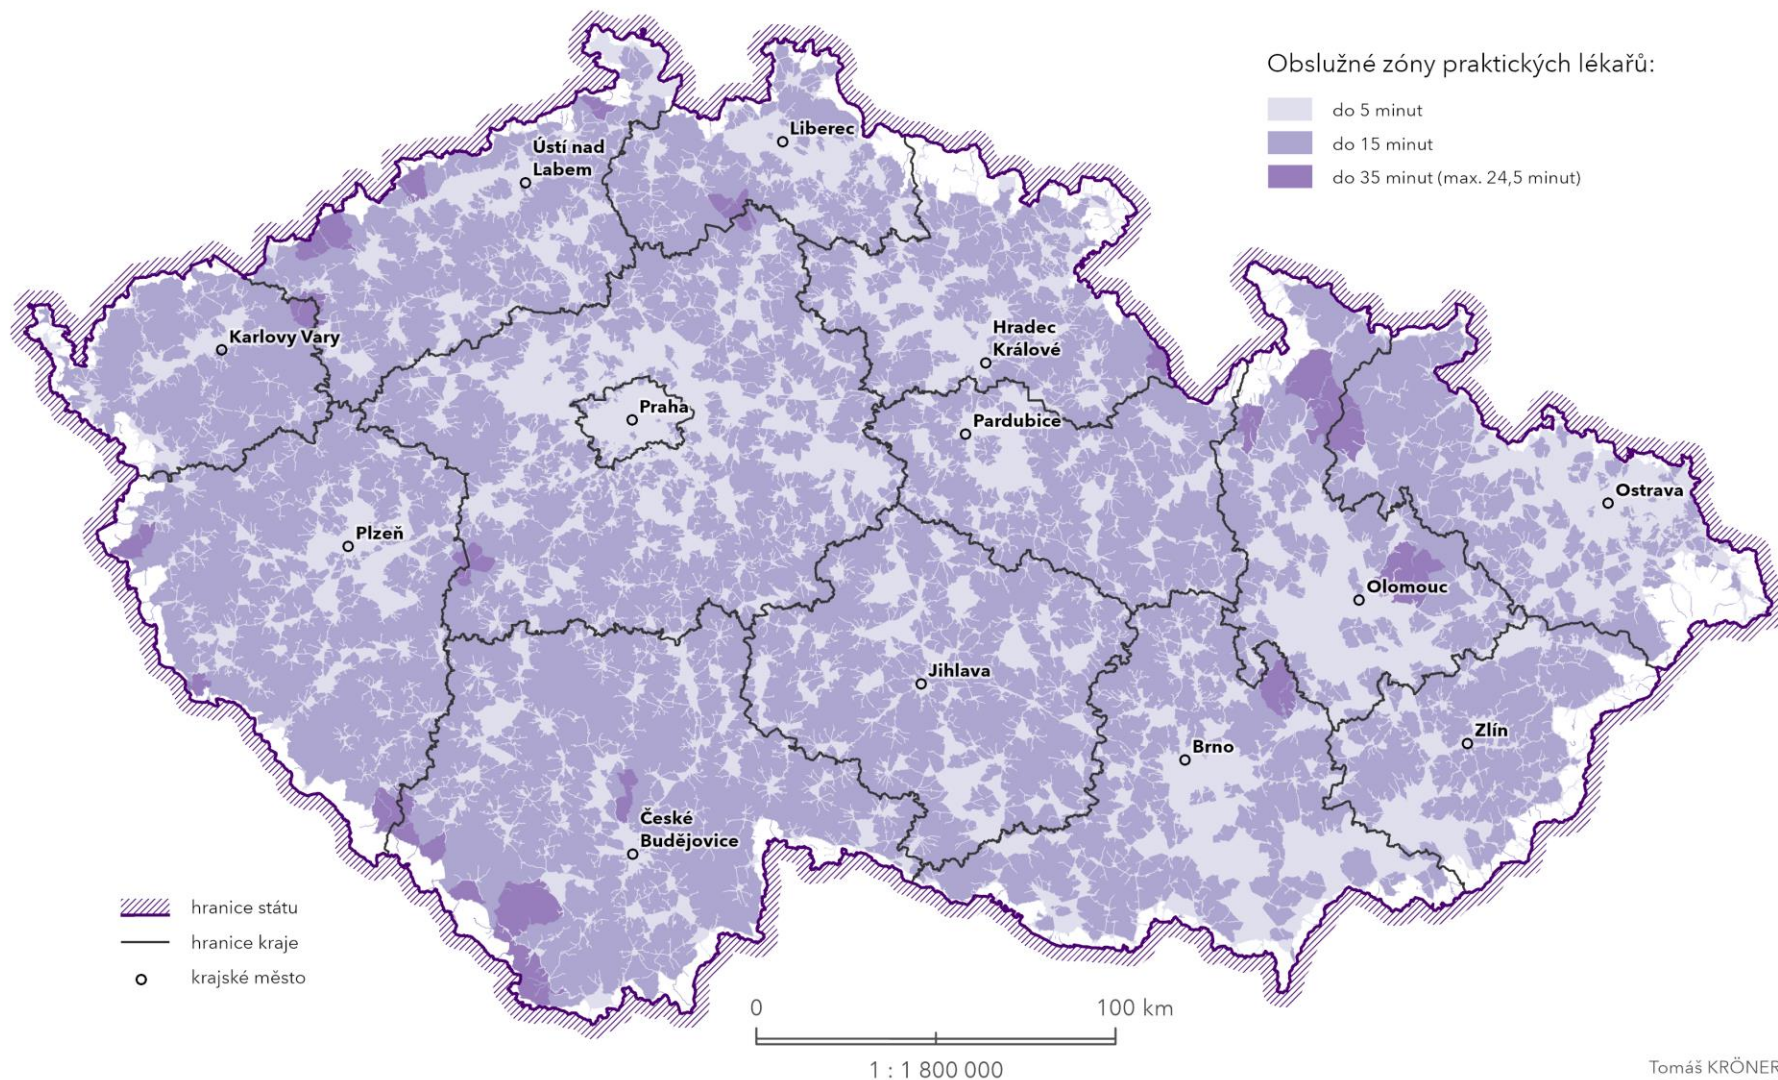 Obslužné zóny praktických lékařů:
do 5 minut
do 15 minut
do 35 minut (max. 24,5 minut)
Liberec
Ústí nad
Labem
Karlovy Vary
Hradec
Králové
Praha
Pardubice
Ostrava
Plzeň
Olomouc
Jihlava
Zlín
Brno
České
Budějovice
hranice státu
hranice kraje
krajské město
0
100 km
1 : 1 800 000
Tomáš KRÖNER